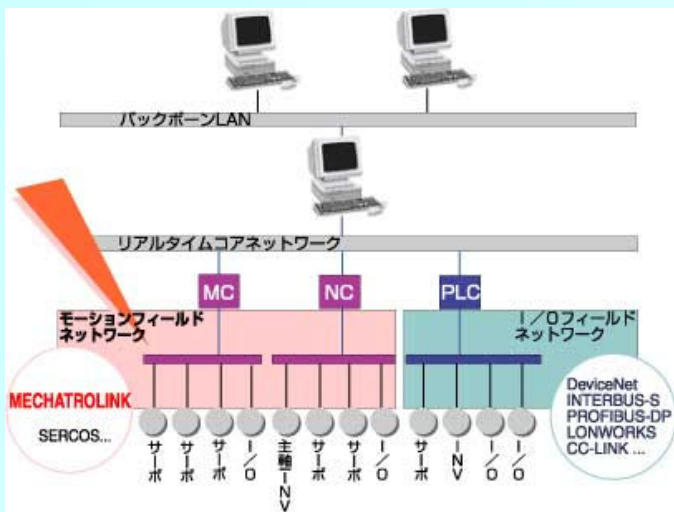 バックボーンLAN
リアルタイムコアネットワーク
MC
NC
PLC
モーションフィールド
ネットワーク
I/Oフィールド
ネットワーク
MECHATROLINK
SERCOS...
DeviceNet
INTERBUS-S
PROFIBUS-DP
LONWORKS
CC-LINK ...
サーボ
サーボ
サーボ
I/O
主軸INV
サーボ
サーボ
I/O
サーボ
INV
I/O
I/O